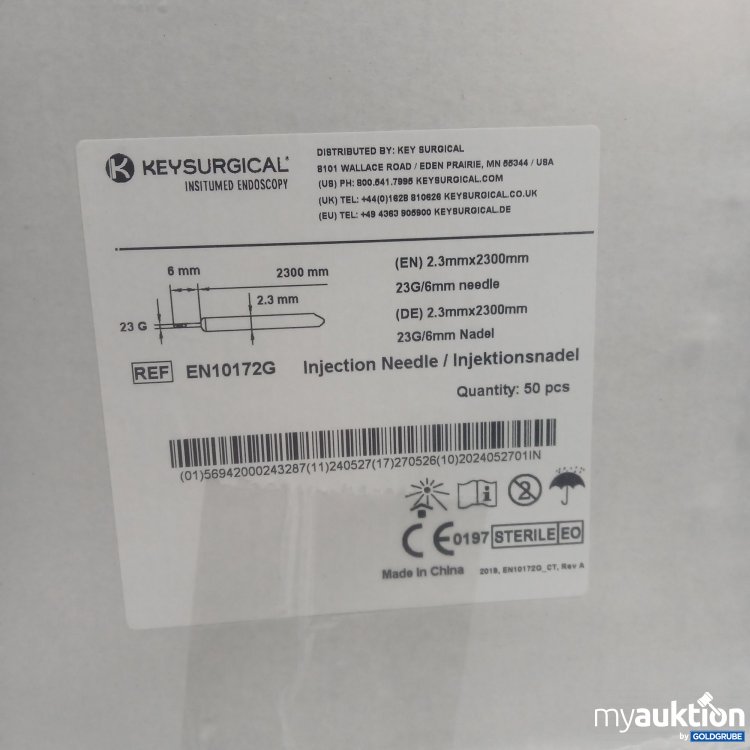 KEYSURGICAL®
INSITUMED ENDOSCOPY
DISTRIBUTED BY: KEY SURGICAL
8101 WALLACE ROAD / EDEN PRAIRIE, MN 55344 / USA
(US) PH: 800.541.7995 KEYSURGICAL.COM
(UK) TEL: +44(0)1628 810626 KEYSURGICAL.CO.UK
(EU) TEL: +49 4363 905900 KEYSURGICAL.DE
6 mm
2300 mm
2.3 mm
23 G
(EN) 2.3mmx2300mm
23G/6mm needle
(DE) 2.3mmx2300mm
23G/6mm Nadel
REF EN10172G Injection Needle / Injektionsnadel
Quantity: 50 pcs
(01)56942000243287(11)240527(17)270526(10)2024052701IN
2
CE 0197 STERILE EO
Made in China 2018, EN10172G_CT, Rev A
myauktion
by GOLDGRUBE